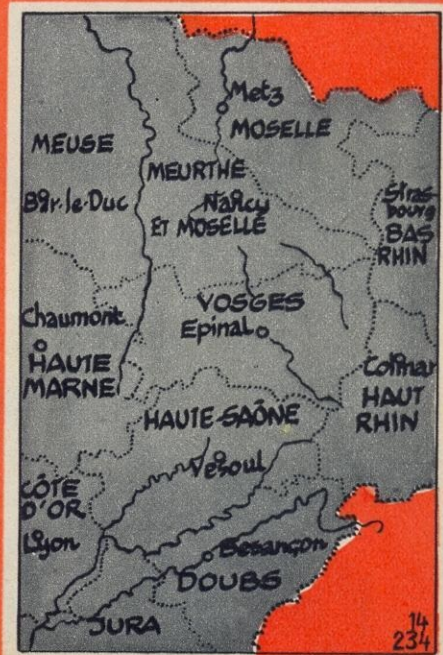 Metz
MOSELLE
MEUSE
MEURTHE
Bar-le-Duc
Nancy
ET MOSELLE
Stras
bourg
BAS
RHIN
VOSGES
Chaumont
Epinal
HAUTE
MARNE
Colmar
HAUT
RHIN
HAUTE-SAÔNE
Vesoul
CÔTE
D'OR
Lyon
Besançon
DOUBS
JURA
14
234